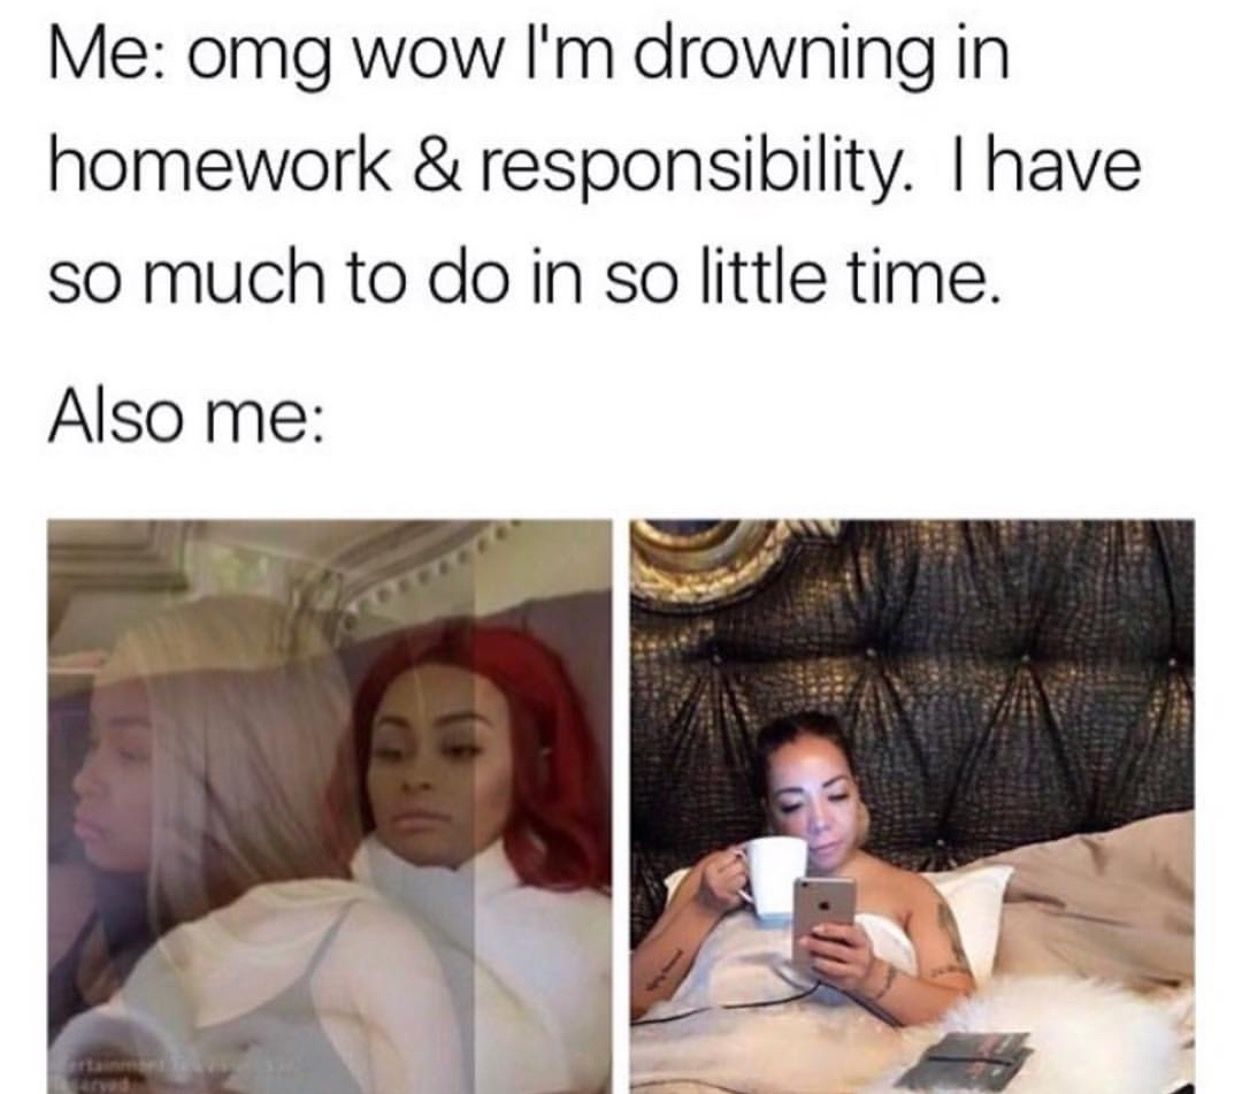 Me: omg wow I'm drowning in
homework & responsibility. I have
so much to do in so little time.
Also me: